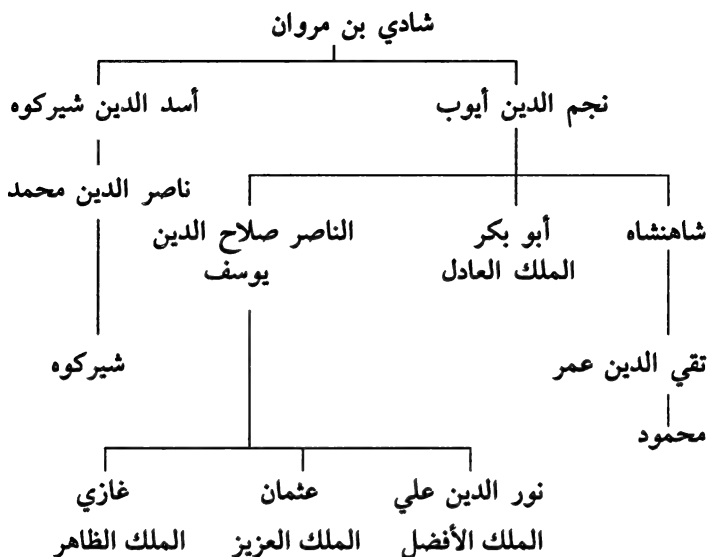 شادي بن مروان
نجم الدين أيوب
أسد الدين شيركوه
ناصر الدين محمد
شاهنشاه
أبو بكر
الملك العادل
الناصر صلاح الدين
يوسف
تقي الدين عمر
شيركوه
محمود
نور الدين علي
الملك الأفضل
عثمان
الملك العزيز
غازي
الملك الظاهر